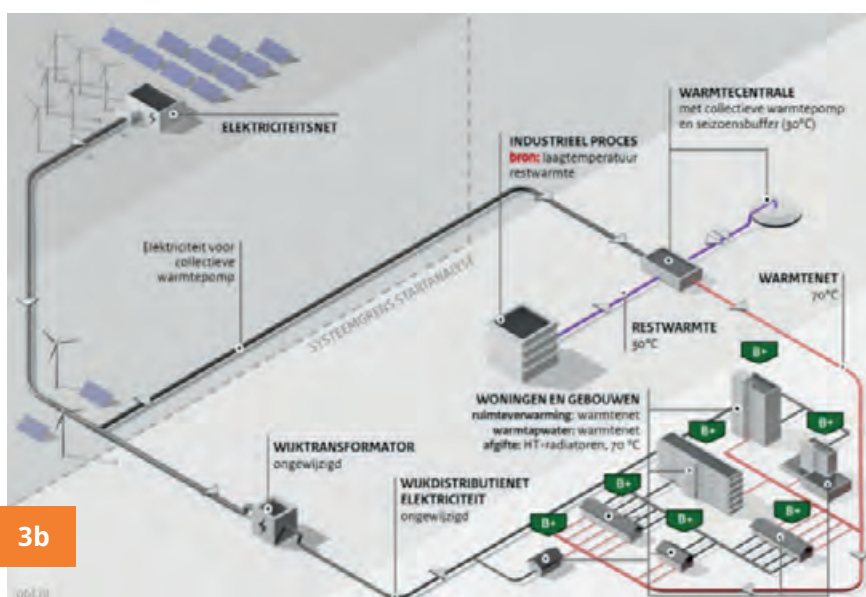 ELEKTRICITEITSNET
WARMTECENTRALE
met collectieve warmtepomp
en seizoensbuffer (30°C)
INDUSTRIEEL PROCES
bron: laagtemperatuur
restwarmte
Elektriciteit voor
collectieve
warmtepomp
SYSTEEMGRENS STARTANALYSE
WARMTENET
70°C
RESTWARMTE
30°C
B+
WONINGEN EN GEBOUWEN
ruimteverwarming: warmtenet
warmtapwater: warmtenet
afgifte: HT-radiatoren, 70 °C
B+
B+
WIJKTRANSFORMATOR
ongewijzigd
WIJKDISTRIBUTIENET
ELEKTRICITEIT
ongewijzigd
B+
B+
B+
B+
3b
pbl.nl